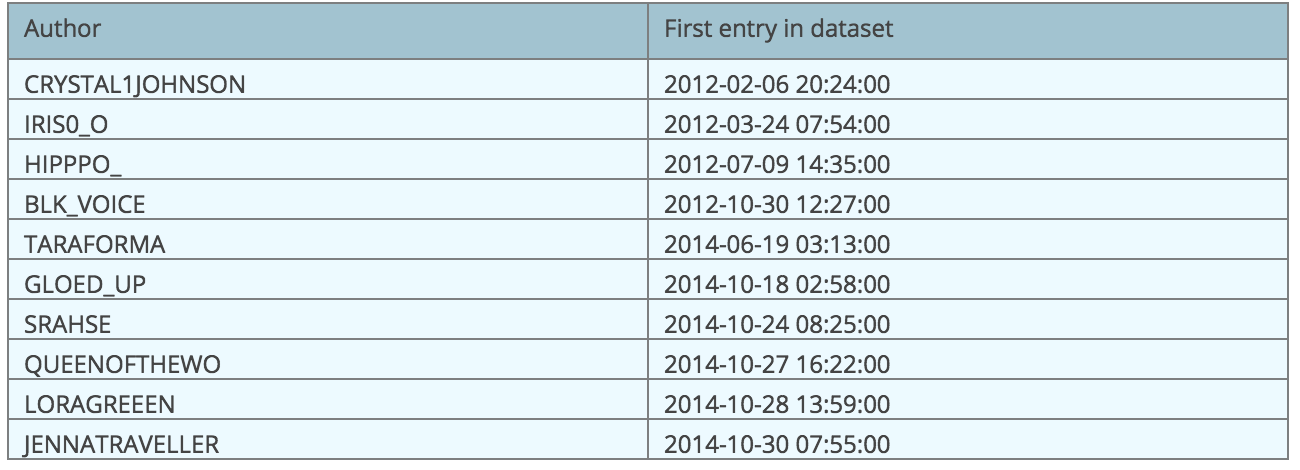 Author First entry in dataset
CRYSTAL1JOHNSON 2012-02-06 20:24:00
IRIS0_O 2012-03-24 07:54:00
HIPPPO_ 2012-07-09 14:35:00
BLK_VOICE 2012-10-30 12:27:00
TARAFORMA 2014-06-19 03:13:00
GLOED_UP 2014-10-18 02:58:00
SRAHSE 2014-10-24 08:25:00
QUEENOFTHEWO 2014-10-27 16:22:00
LORAGREEEN 2014-10-28 13:59:00
JENNATRAVELLER 2014-10-30 07:55:00